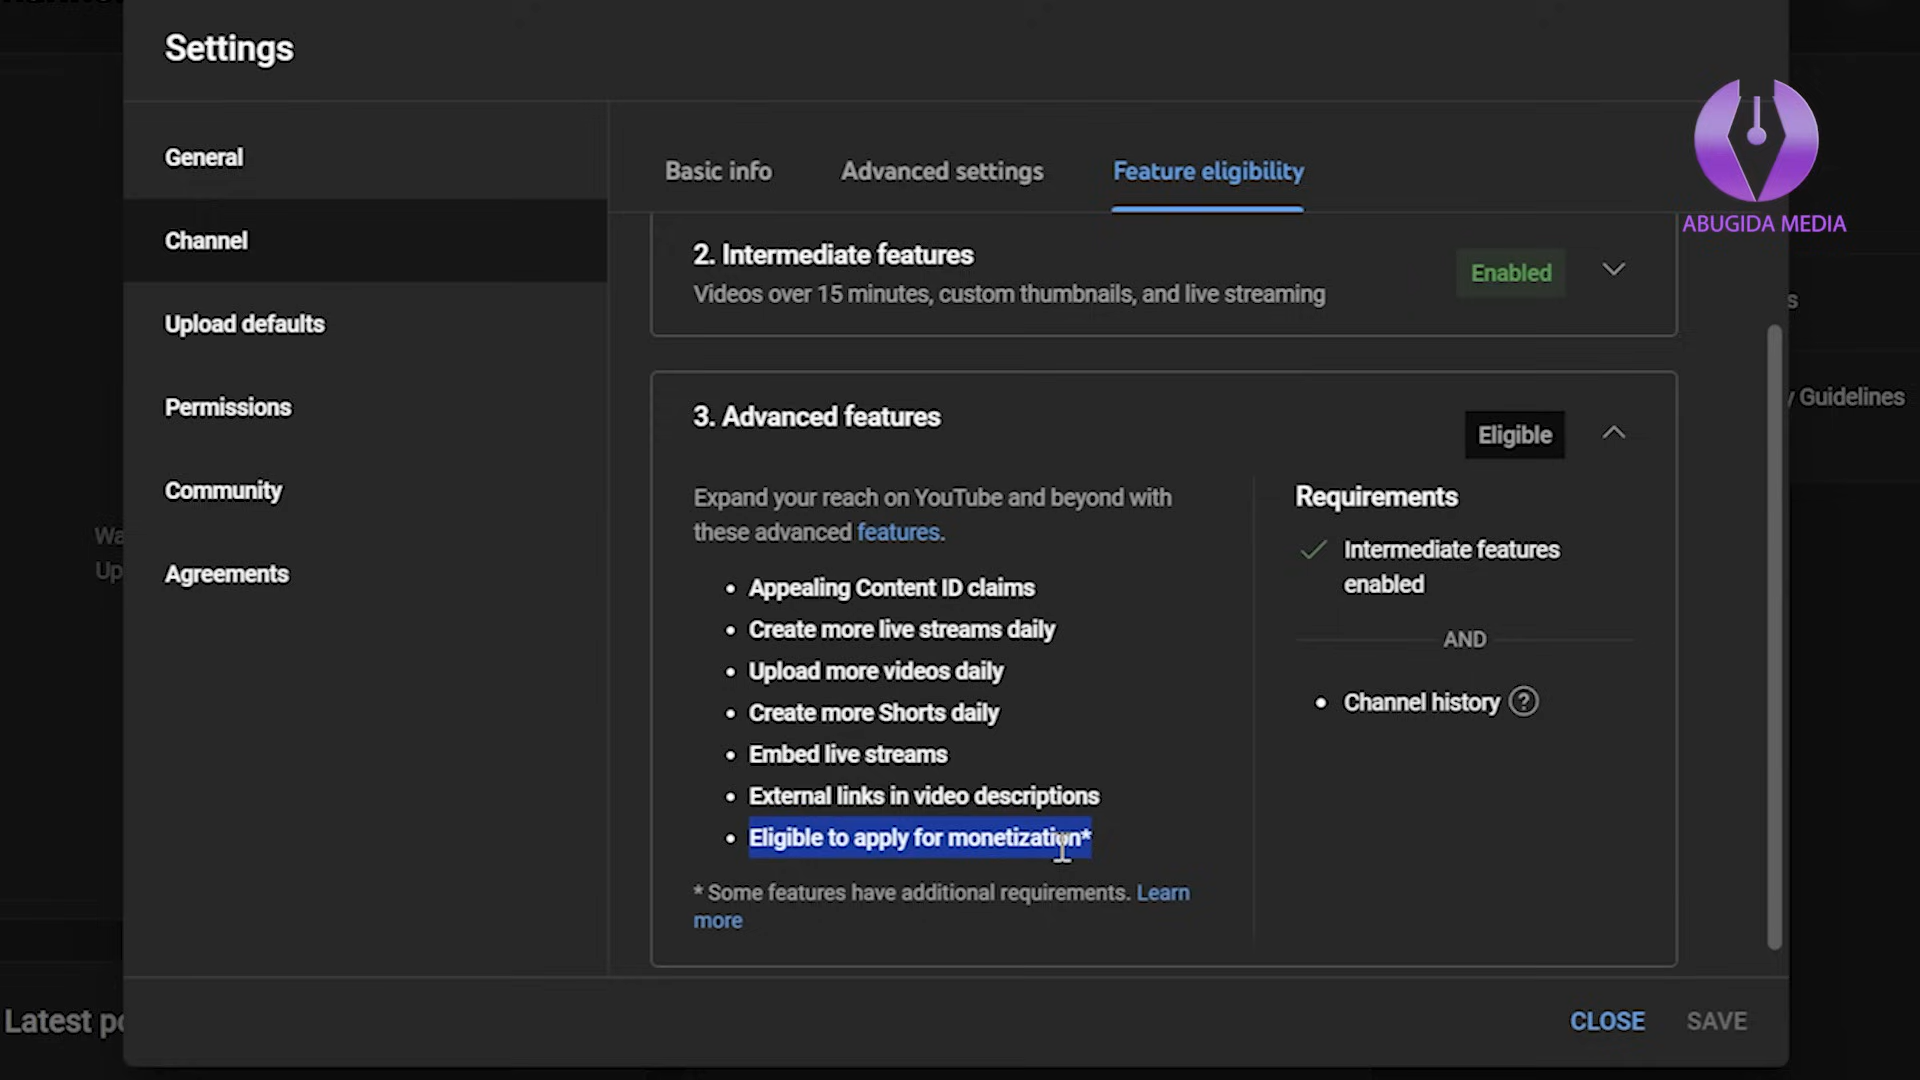 Settings
General
Channel
Upload defaults
Permissions
Community
Agreements
Basic info
Advanced settings
Feature eligibility
ABUGIDA MEDIA
2. Intermediate features
Videos over 15 minutes, custom thumbnails, and live streaming
Enabled
3. Advanced features
Eligible
Expand your reach on YouTube and beyond with
these advanced features.
• Appealing Content ID claims
• Create more live streams daily
• Upload more videos daily
• Create more Shorts daily
• Embed live streams
• External links in video descriptions
• Eligible to apply for monetization*
* Some features have additional requirements. Learn
more
Requirements
Intermediate features
enabled
AND
• Channel history
Guidelines
Wa
Up
Latest po
CLOSE
SAVE